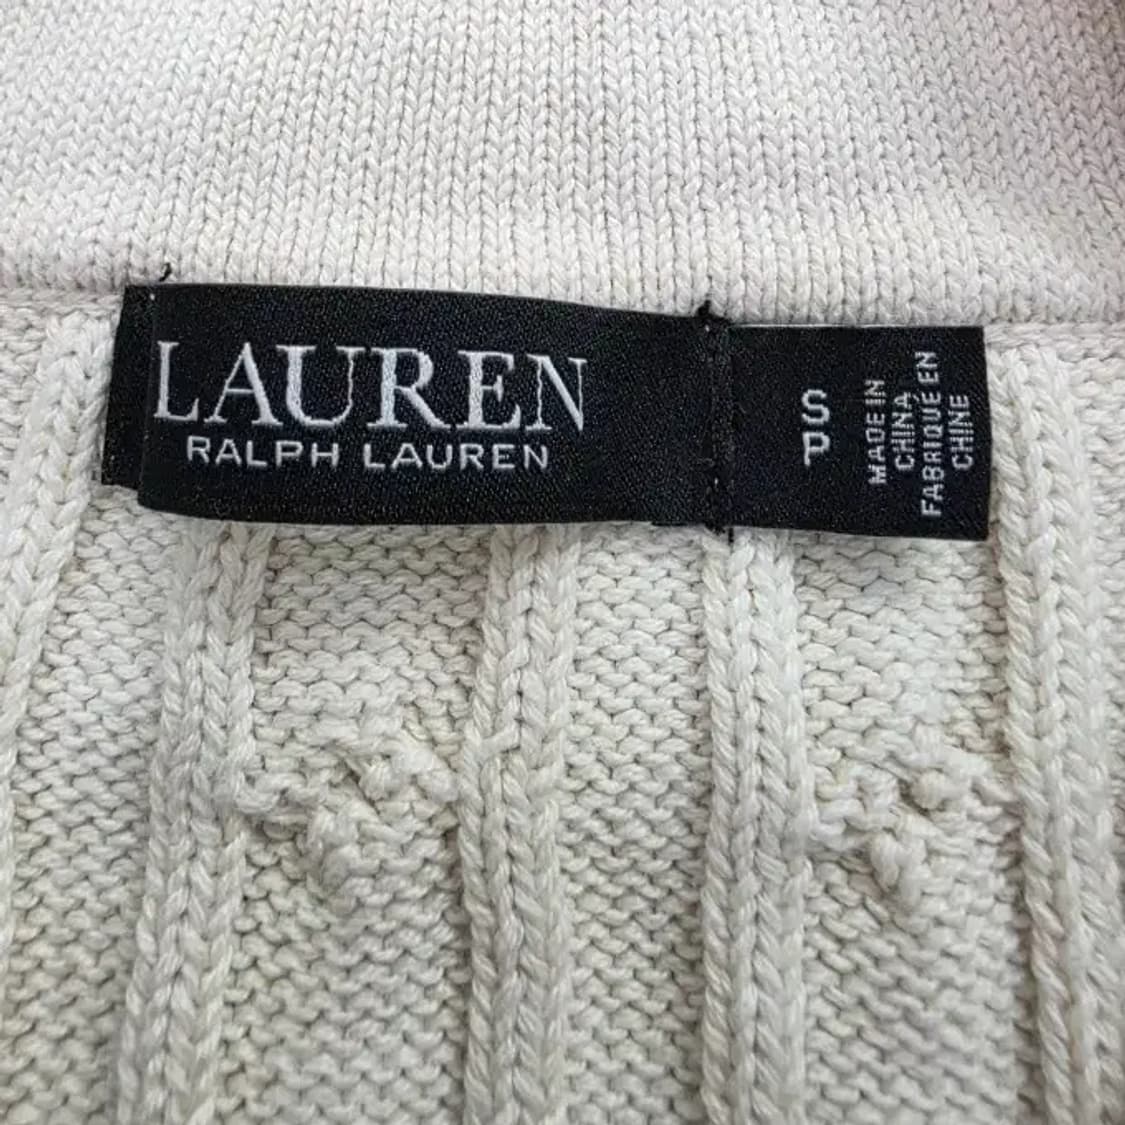 LAUREN
RALPH LAUREN
S
P
MADE IN
CHINA
FABRIQUÉ EN
CHINE